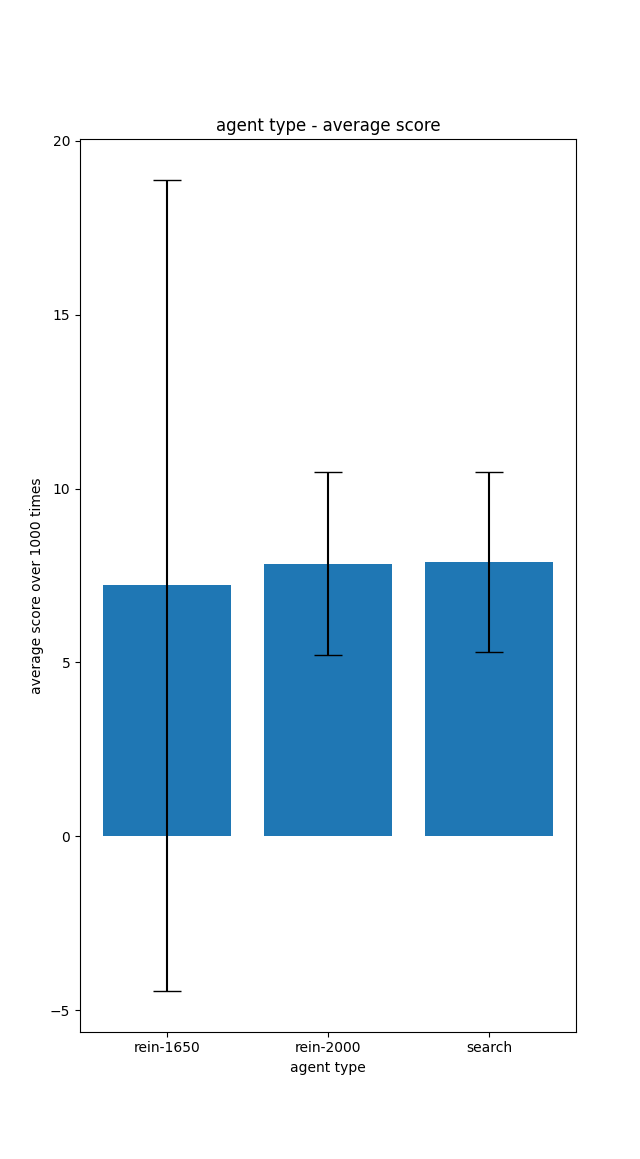 agent type - average score
20
15
10
5
0
−5
average score over 1000 times
rein-1650 rein-2000 search
agent type